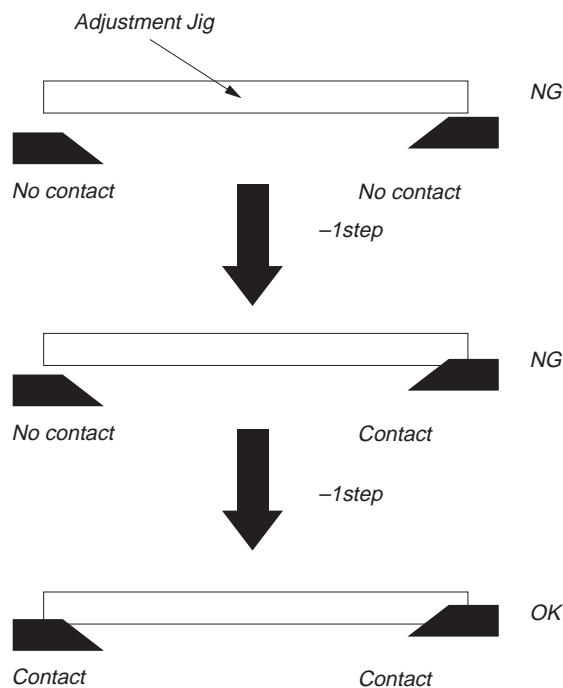 Adjustment Jig
NG
No contact No contact
–1step
NG
No contact Contact
–1step
OK
Contact Contact